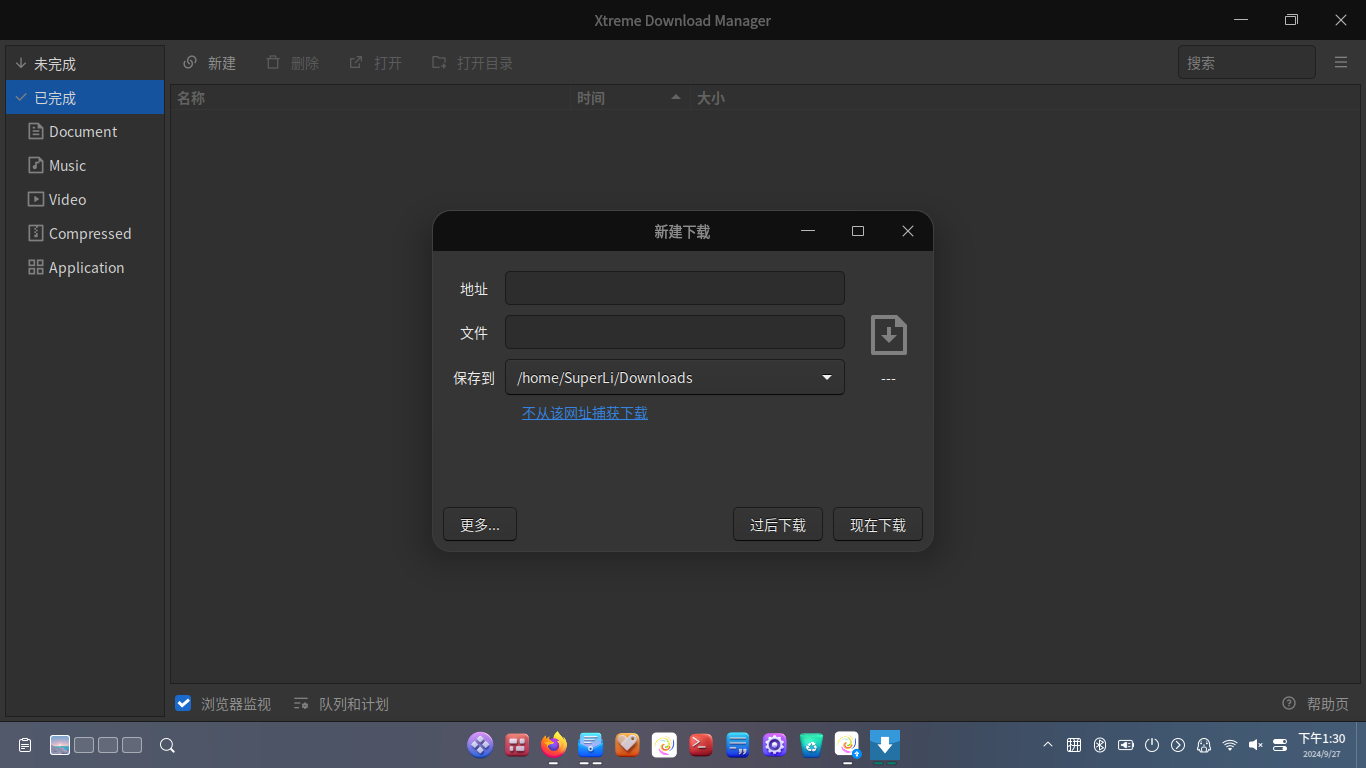 Xtreme Download Manager
未完成
已完成
Document
Music
Video
Compressed
Application
新建 删除 打开 打开目录 搜索
名称 时间 大小
新建下载
地址
文件
保存到 /home/SuperLi/Downloads ---
不从该网址捕获下载
更多... 过后下载 现在下载
浏览器监视 队列和计划 帮助页
下午1:30
2024/9/27